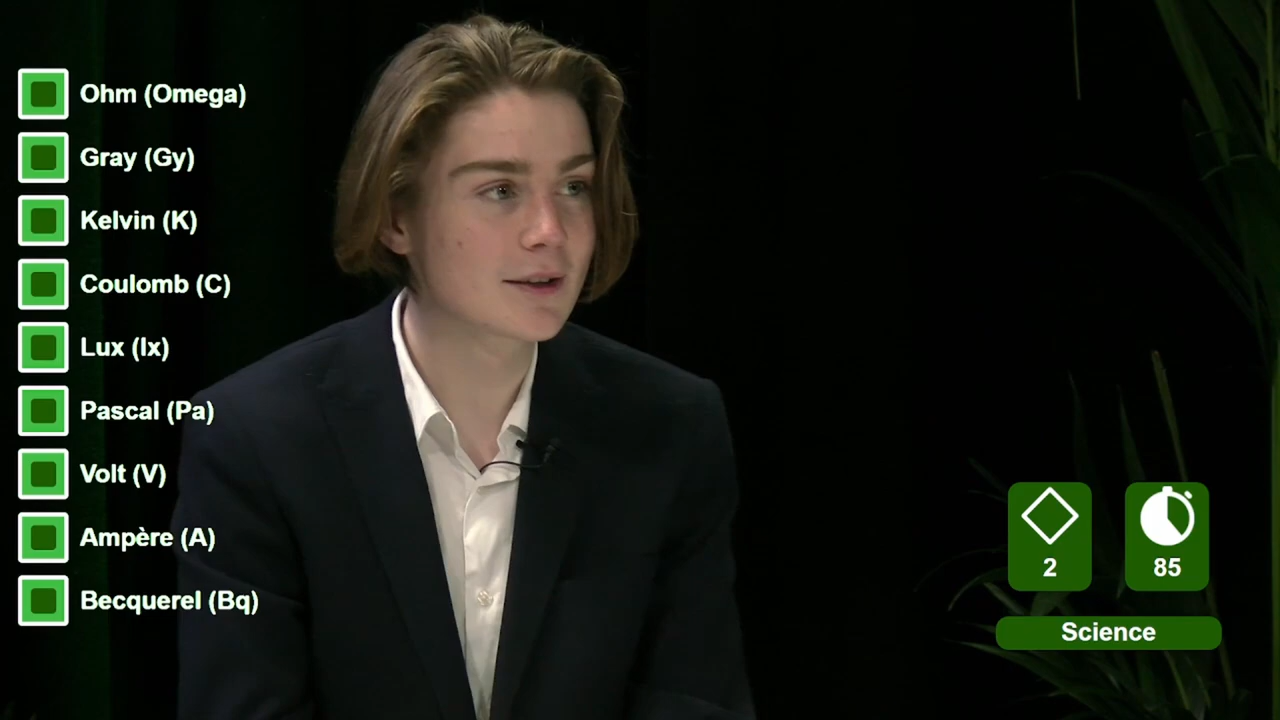 Ohm (Omega)
Gray (Gy)
Kelvin (K)
Coulomb (C)
Lux (lx)
Pascal (Pa)
Volt (V)
Ampère (A)
Becquerel (Bq)
2
85
Science